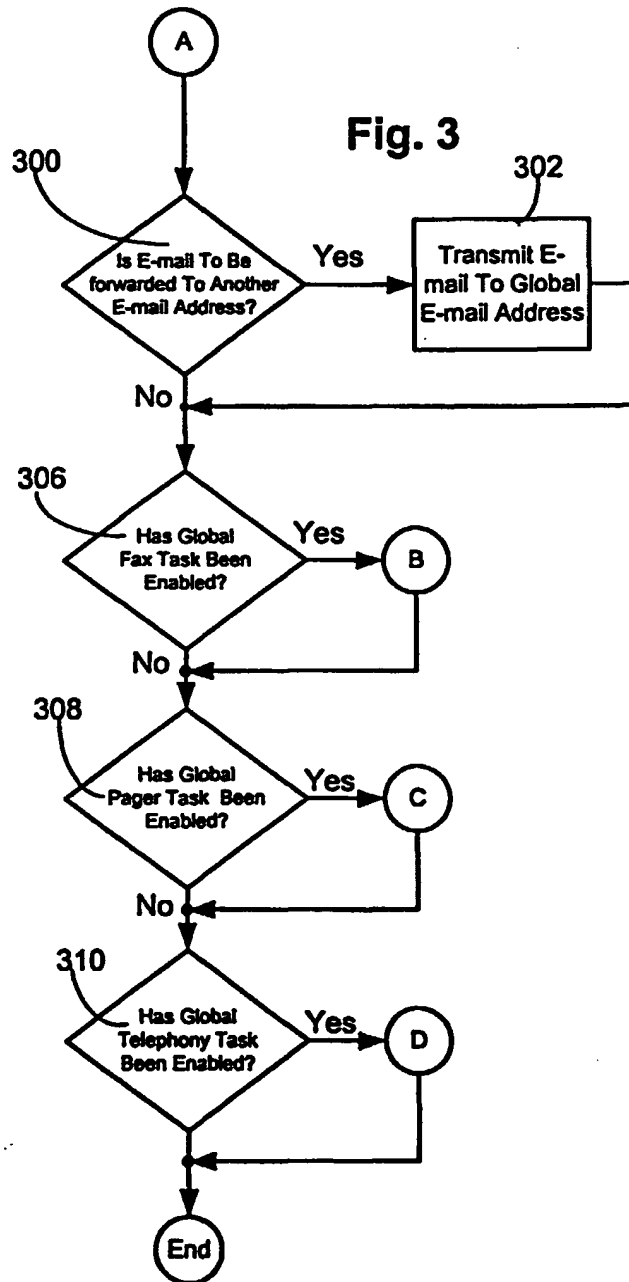 A
Fig. 3
300
302
Is E-mail To Be
forwarded To Another
E-mail Address?
Yes
Transmit E-
mail To Global
E-mail Address
No
306
Has Global
Fax Task Been
Enabled?
Yes
B
No
308
Has Global
Pager Task Been
Enabled?
Yes
C
No
310
Has Global
Telephony Task
Been Enabled?
Yes
D
End